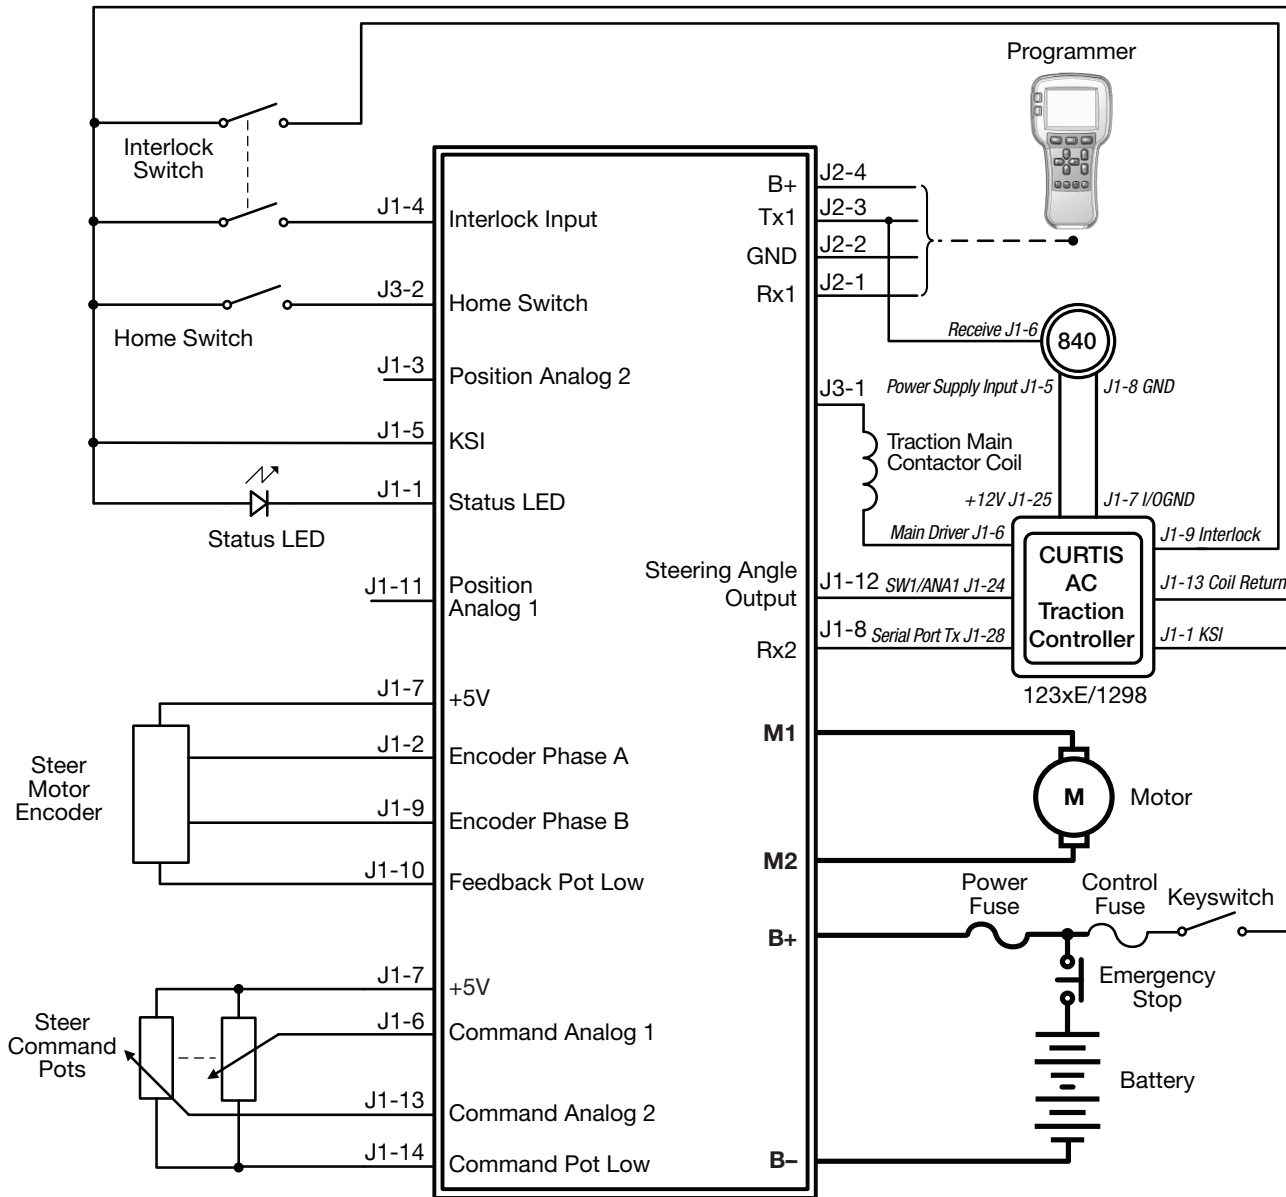 Programmer
Interlock
Switch
J1-4
Interlock Input
J3-2
Home Switch
Home Switch
J1-3
Position Analog 2
J1-5
KSI
J1-1
Status LED
Status LED
J1-11
Position
Analog 1
J1-7
+5V
J1-2
Encoder Phase A
Steer
Motor
Encoder
J1-9
Encoder Phase B
J1-10
Feedback Pot Low
J1-7
+5V
J1-6
Command Analog 1
Steer
Command
Pots
J1-13
Command Analog 2
J1-14
Command Pot Low
B+
J2-4
Tx1
J2-3
GND
J2-2
Rx1
J2-1
Receive J1-6
840
Power Supply Input J1-5
J1-8 GND
J3-1
Traction Main
Contactor Coil
+12V J1-25
J1-7 I/OGND
Main Driver J1-6
J1-9 Interlock
CURTIS
AC
Traction
Controller
Steering Angle
Output
J1-12
SW1/ANA1 J1-24
J1-13 Coil Return
Rx2
J1-8
Serial Port Tx J1-28
J1-1 KSI
123xE/1298
M1
M
Motor
M2
Power
Fuse
Control
Fuse
Keyswitch
B+
Emergency
Stop
Battery
B–